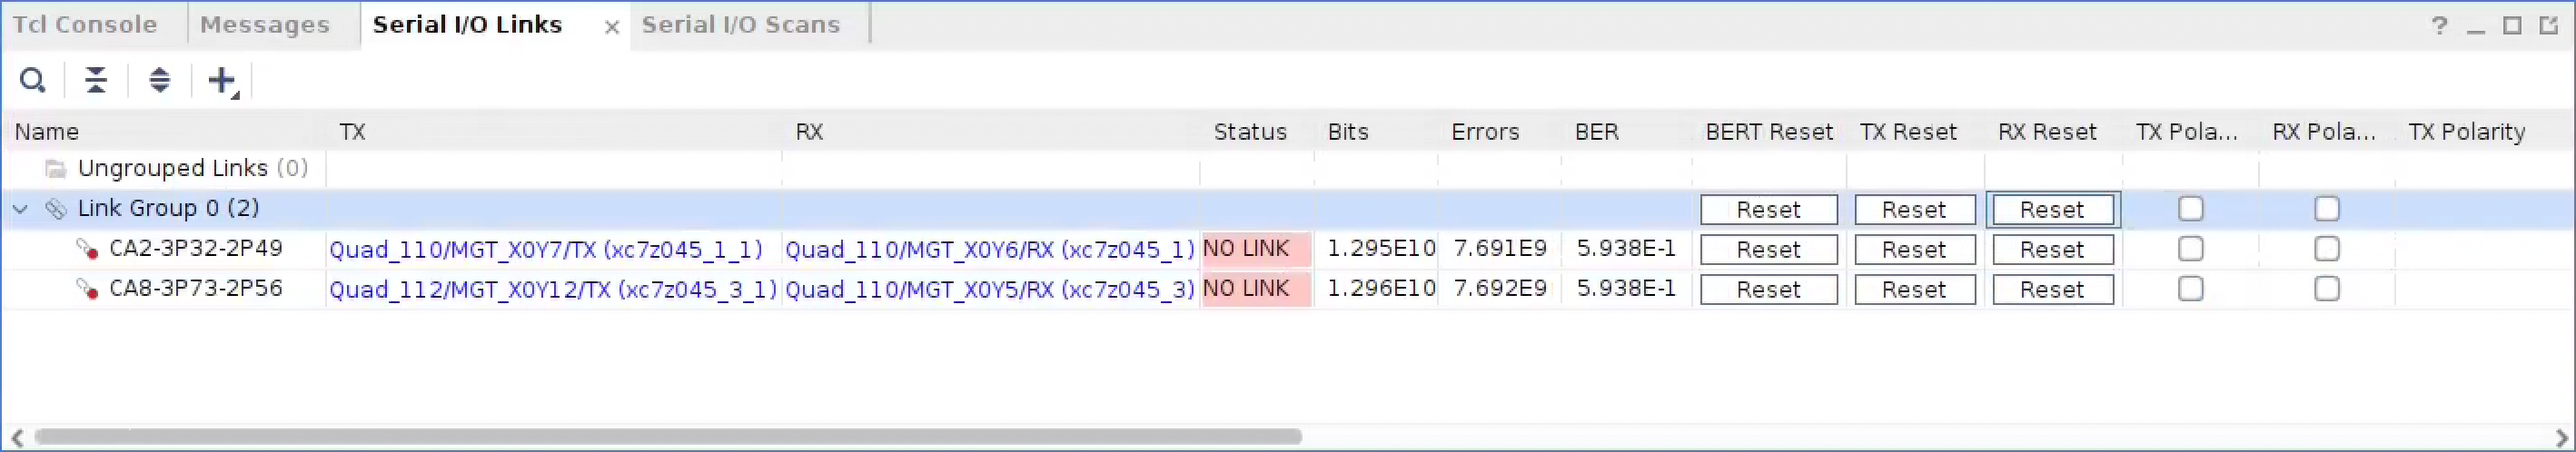 Tcl Console Messages Serial I/O Links × Serial I/O Scans ?
Name TX RX Status Bits Errors BER BERT Reset TX Reset RX Reset TX Pola... RX Pola... TX Polarity
Ungrouped Links (0)
Link Group 0 (2) Reset Reset Reset
CA2-3P32-2P49 Quad_110/MGT_X0Y7/TX (xc7z045_1_1) Quad_110/MGT_X0Y6/RX (xc7z045_1) NO LINK 1.295E10 7.691E9 5.938E-1 Reset Reset Reset
CA8-3P73-2P56 Quad_112/MGT_X0Y12/TX (xc7z045_3_1) Quad_110/MGT_X0Y5/RX (xc7z045_3) NO LINK 1.296E10 7.692E9 5.938E-1 Reset Reset Reset